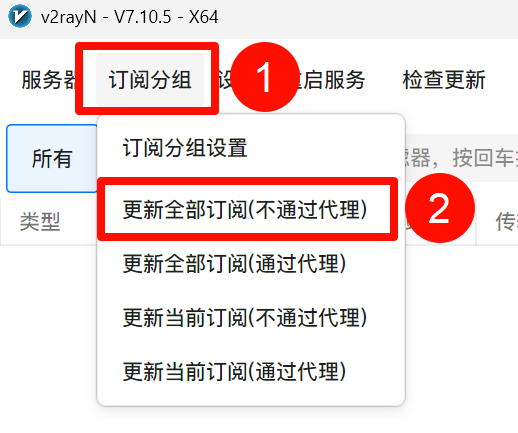 v2rayN - V7.10.5 - X64
服务器 订阅分组 设 1 重启服务 检查更新
所有
订阅分组设置
滤器，按回车
类型
更新全部订阅(不通过代理)
2
传
更新全部订阅(通过代理)
更新当前订阅(不通过代理)
更新当前订阅(通过代理)